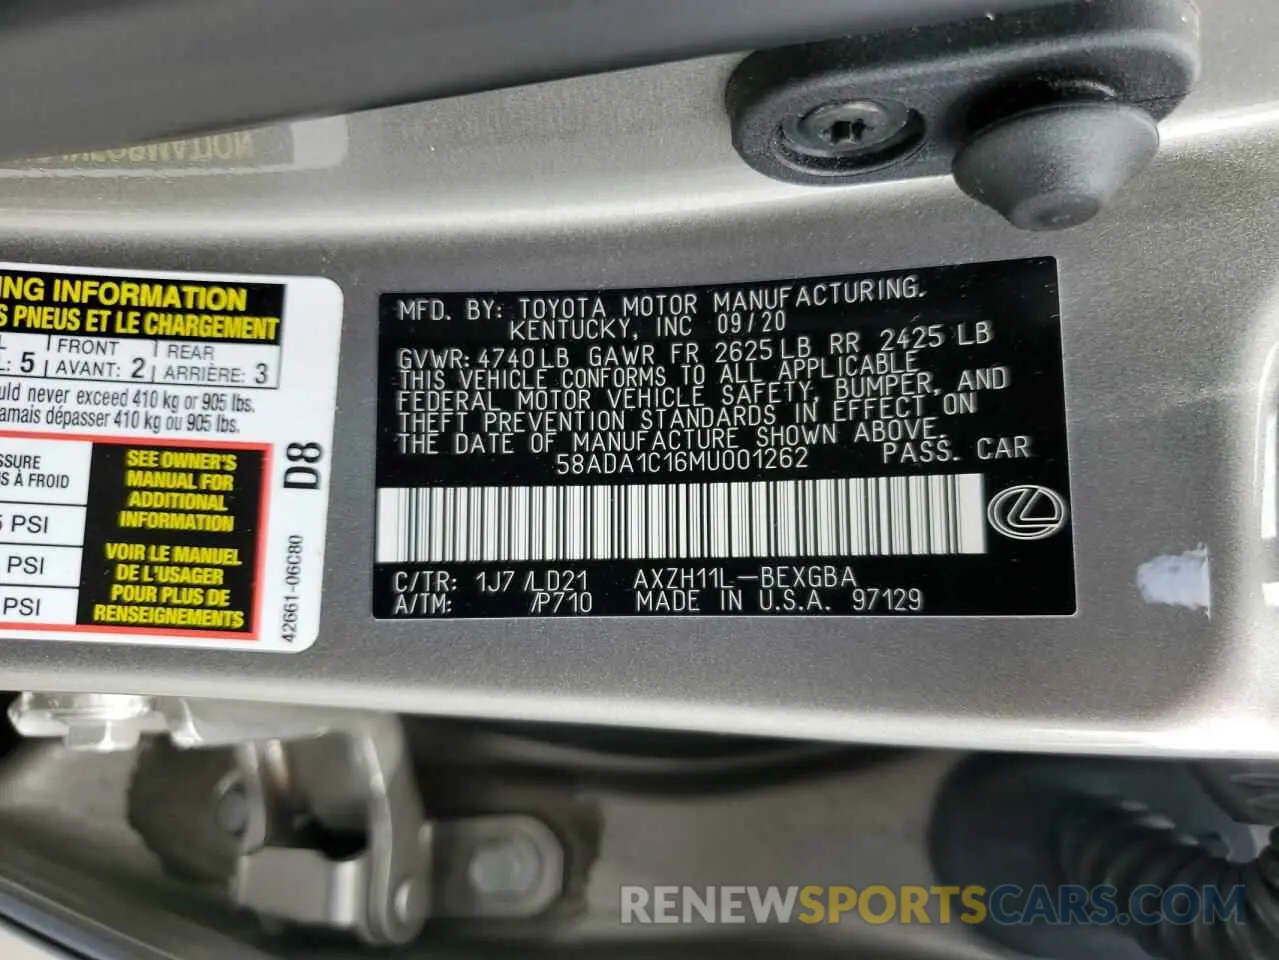 ING INFORMATION
S PNEUS ET LE CHARGEMENT
L FRONT REAR
L: 5 AVANT: 2 ARRIÈRE: 3
uld never exceed 410 kg or 905 lbs.
amais dépasser 410 kg ou 905 lbs.
SSURE
S À FROID
5 PSI
PSI
PSI
SEE OWNER'S
MANUAL FOR
ADDITIONAL
INFORMATION
VOIR LE MANUEL
DE L'USAGER
POUR PLUS DE
RENSEIGNEMENTS
D8
42661-06C80
MFD. BY: TOYOTA MOTOR MANUFACTURING.
KENTUCKY, INC 09/20
GVWR: 4740LB GAWR FR 2625LB RR 2425LB
THIS VEHICLE CONFORMS TO ALL APPLICABLE
FEDERAL MOTOR VEHICLE SAFETY, BUMPER, AND
THEFT PREVENTION STANDARDS IN EFFECT ON
THE DATE OF MANUFACTURE SHOWN ABOVE.
58ADA1C16MU001262 PASS. CAR
C/TR: 1J7 /LD21 AXZH11L-BEXGBA
A/TM: /P710 MADE IN U.S.A. 97129
RENEWSPORTSCARS.COM